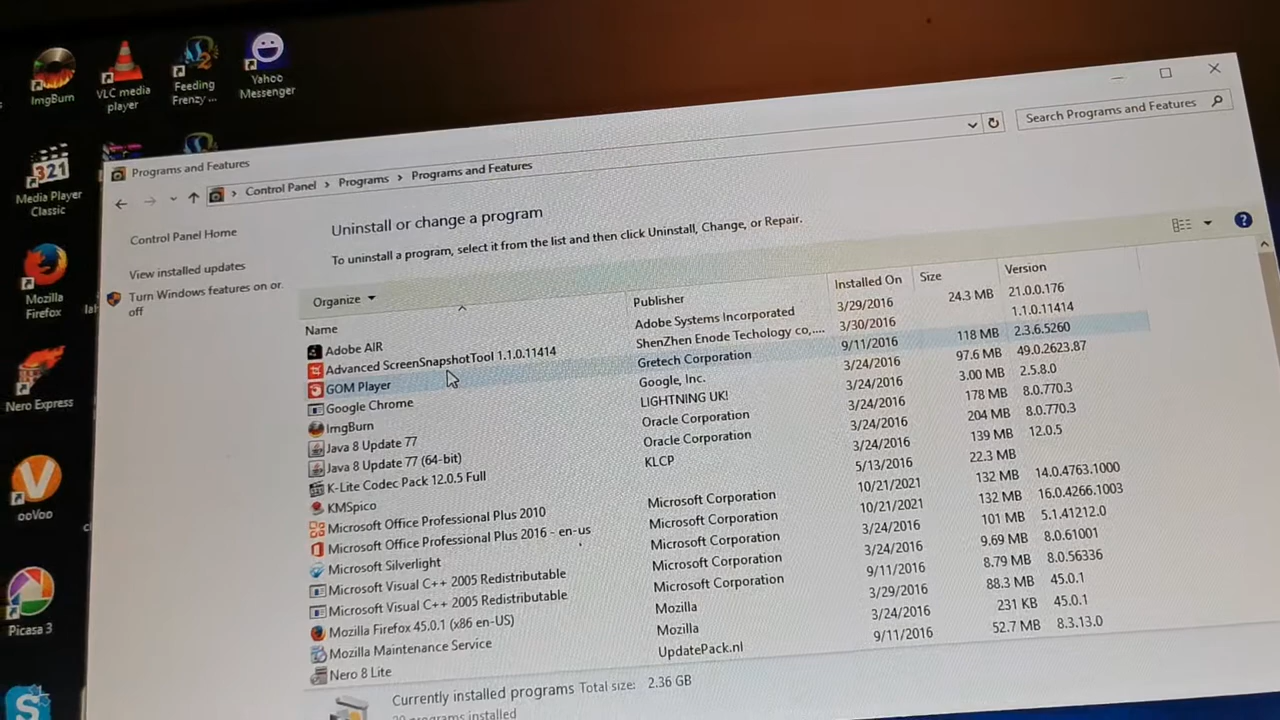 ImgBurn
VLC media player
Feeding Frenzy ...
Yahoo Messenger
Media Player Classic
Mozilla Firefox
Nero Express
ooVoo
Picasa 3
Programs and Features
Control Panel > Programs > Programs and Features
Search Programs and Features
Control Panel Home
View installed updates
Turn Windows features on or off
Uninstall or change a program
To uninstall a program, select it from the list and then click Uninstall, Change, or Repair.
Organize
Name Publisher Installed On Size Version
Adobe AIR Adobe Systems Incorporated 3/29/2016 24.3 MB 21.0.0.176
Advanced ScreenSnapshotTool 1.1.0.11414 ShenZhen Enode Techology co,.... 3/30/2016 1.1.0.11414
GOM Player Gretech Corporation 9/11/2016 118 MB 2.3.6.5260
Google Chrome Google, Inc. 3/24/2016 97.6 MB 49.0.2623.87
ImgBurn LIGHTNING UK! 3/24/2016 3.00 MB 2.5.8.0
Java 8 Update 77 Oracle Corporation 3/24/2016 178 MB 8.0.770.3
Java 8 Update 77 (64-bit) Oracle Corporation 3/24/2016 204 MB 8.0.770.3
K-Lite Codec Pack 12.0.5 Full KLCP 3/24/2016 139 MB 12.0.5
KMSpico 5/13/2016 22.3 MB
Microsoft Office Professional Plus 2010 Microsoft Corporation 10/21/2021 132 MB 14.0.4763.1000
Microsoft Office Professional Plus 2016 - en-us Microsoft Corporation 10/21/2021 132 MB 16.0.4266.1003
Microsoft Silverlight Microsoft Corporation 3/24/2016 101 MB 5.1.41212.0
Microsoft Visual C++ 2005 Redistributable Microsoft Corporation 3/24/2016 9.69 MB 8.0.61001
Microsoft Visual C++ 2005 Redistributable Microsoft Corporation 9/11/2016 8.79 MB 8.0.56336
Mozilla Firefox 45.0.1 (x86 en-US) Mozilla 3/29/2016 88.3 MB 45.0.1
Mozilla Maintenance Service Mozilla 3/24/2016 231 KB 45.0.1
Nero 8 Lite UpdatePack.nl 9/11/2016 52.7 MB 8.3.13.0
Currently installed programs Total size: 2.36 GB
programs installed